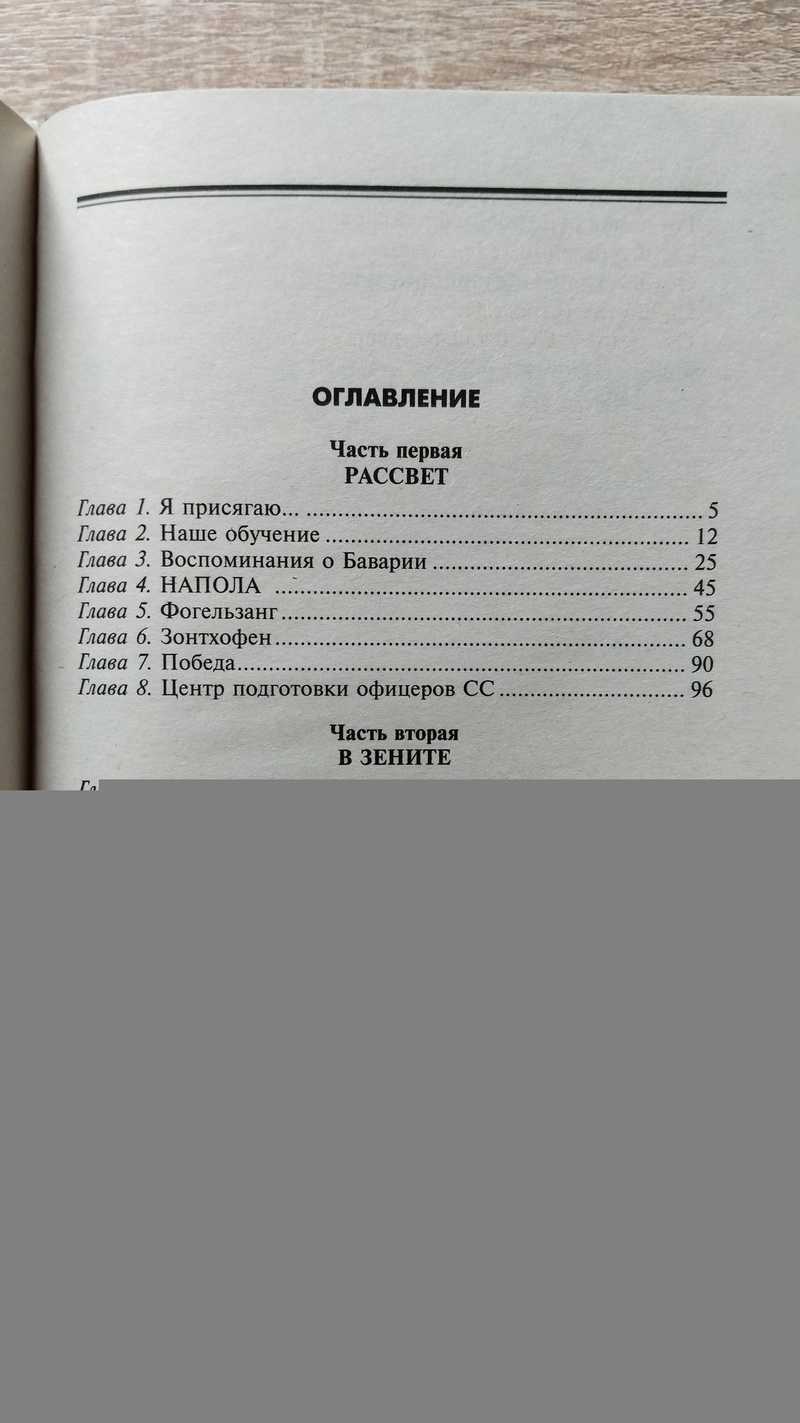 ОГЛАВЛЕНИЕ
Часть первая
РАССВЕТ
Глава 1. Я присягаю... 5
Глава 2. Наше обучение 12
Глава 3. Воспоминания о Баварии 25
Глава 4. НАПОЛА 45
Глава 5. Фогельзанг 55
Глава 6. Зонтхофен 68
Глава 7. Победа 90
Глава 8. Центр подготовки офицеров СС 96
Часть вторая
В ЗЕНИТЕ